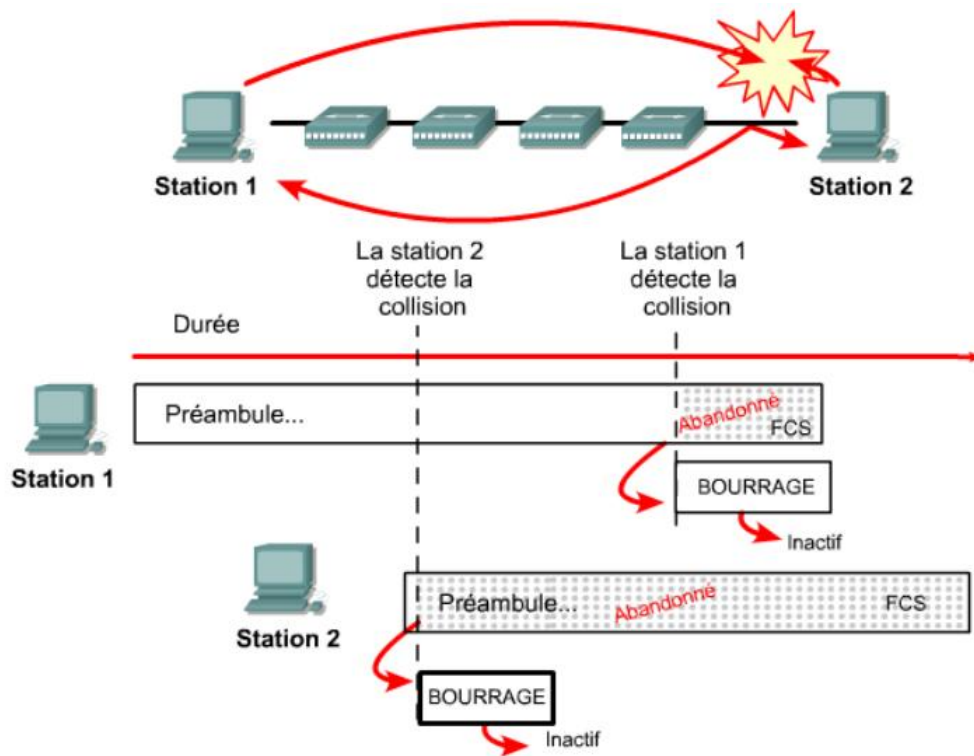 Station 1
Station 2
La station 2
détecte la
collision
La station 1
détecte la
collision
Durée
Préambule...
Abandonné
FCS
Station 1
BOURRAGE
Inactif
Préambule...
Abandonné
FCS
Station 2
BOURRAGE
Inactif